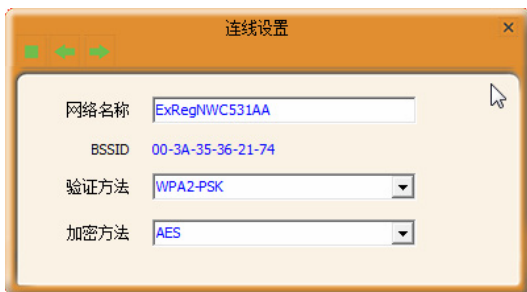 连线设置
网络名称 ExRegNWC531AA
BSSID 00-3A-35-36-21-74
验证方法 WPA2-PSK
加密方法 AES